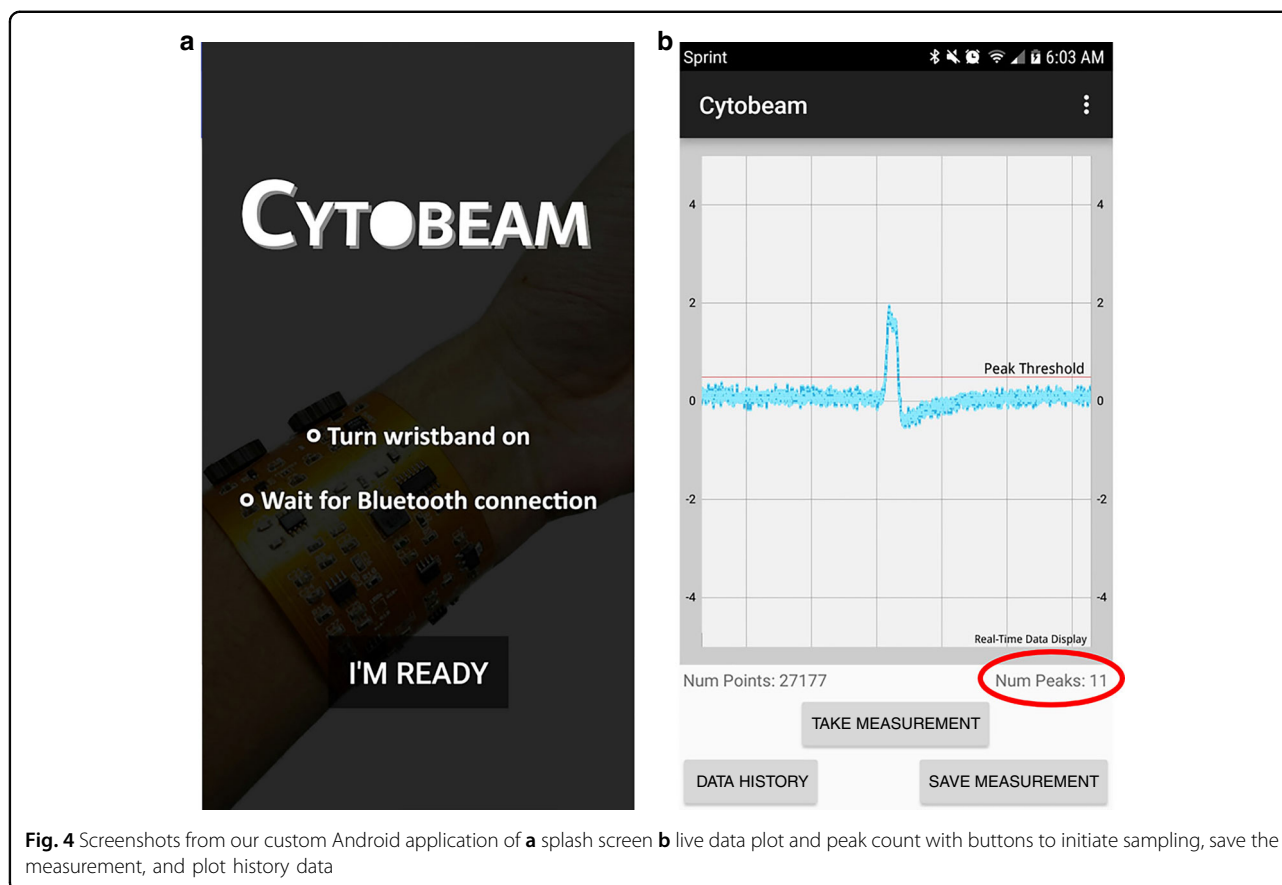 a
CYTOBEAM
Turn wristband on
Wait for Bluetooth connection
I'M READY
b
Sprint 6:03 AM
Cytobeam
4 4
2 2
Peak Threshold
0 0
-2 -2
-4 -4
Real-Time Data Display
Num Points: 27177 Num Peaks: 11
TAKE MEASUREMENT
DATA HISTORY SAVE MEASUREMENT
Fig. 4 Screenshots from our custom Android application of a splash screen b live data plot and peak count with buttons to initiate sampling, save the
measurement, and plot history data